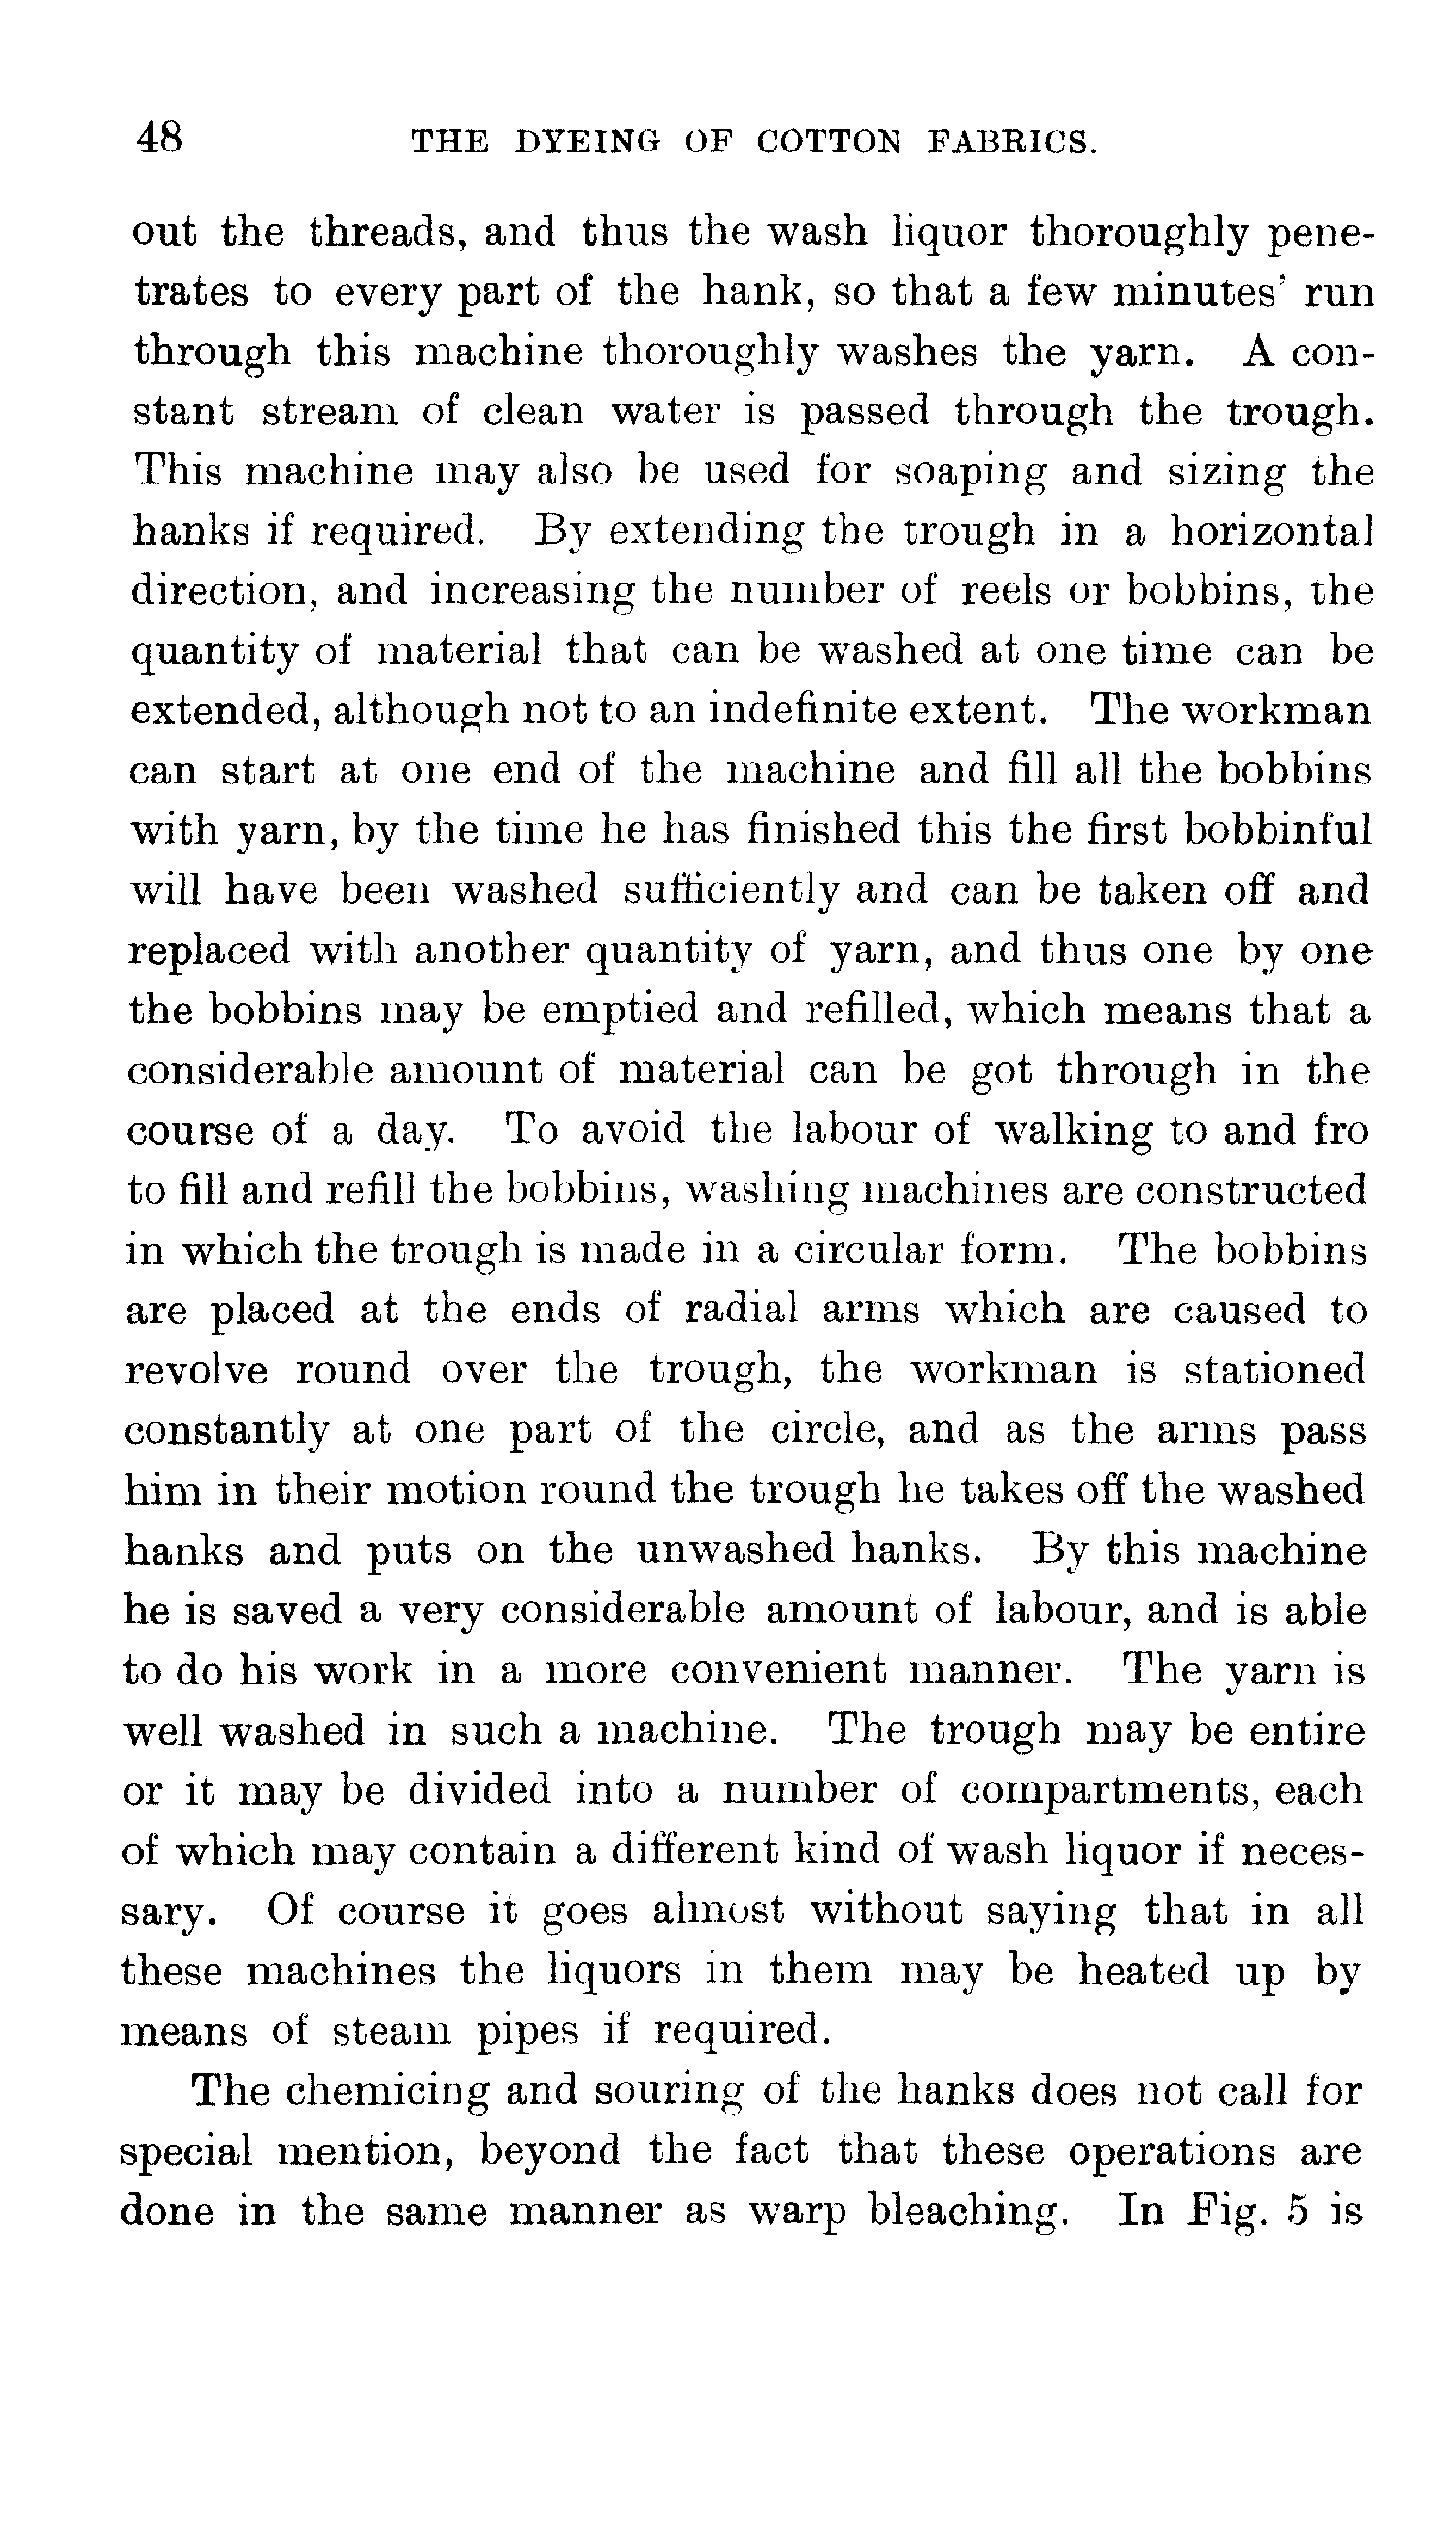 48 THE DYEING OF COTTON FABRICS.
out the threads, and thus the wash liquor thoroughly pene-
trates to every part of the hank, so that a few minutes' run
through this machine thoroughly washes the yarn. A con-
stant stream of clean water is passed through the trough.
This machine may also be used for soaping and sizing the
hanks if required. By extending the trough in a horizontal
direction, and increasing the number of reels or bobbins, the
quantity of material that can be washed at one time can be
extended, although not to an indefinite extent. The workman
can start at one end of the machine and fill all the bobbins
with yarn, by the time he has finished this the first bobbinful
will have been washed sufficiently and can be taken off and
replaced with another quantity of yarn, and thus one by one
the bobbins may be emptied and refilled, which means that a
considerable amount of material can be got through in the
course of a day. To avoid the labour of walking to and fro
to fill and refill the bobbins, washing machines are constructed
in which the trough is made in a circular form. The bobbins
are placed at the ends of radial arms which are caused to
revolve round over the trough, the workman is stationed
constantly at one part of the circle, and as the arms pass
him in their motion round the trough he takes off the washed
hanks and puts on the unwashed hanks. By this machine
he is saved a very considerable amount of labour, and is able
to do his work in a more convenient manner. The yarn is
well washed in such a machine. The trough may be entire
or it may be divided into a number of compartments, each
of which may contain a different kind of wash liquor if neces-
sary. Of course it goes almost without saying that in all
these machines the liquors in them may be heated up by
means of steam pipes if required.
The chemicing and souring of the hanks does not call for
special mention, beyond the fact that these operations are
done in the same manner as warp bleaching. In Fig. 5 is